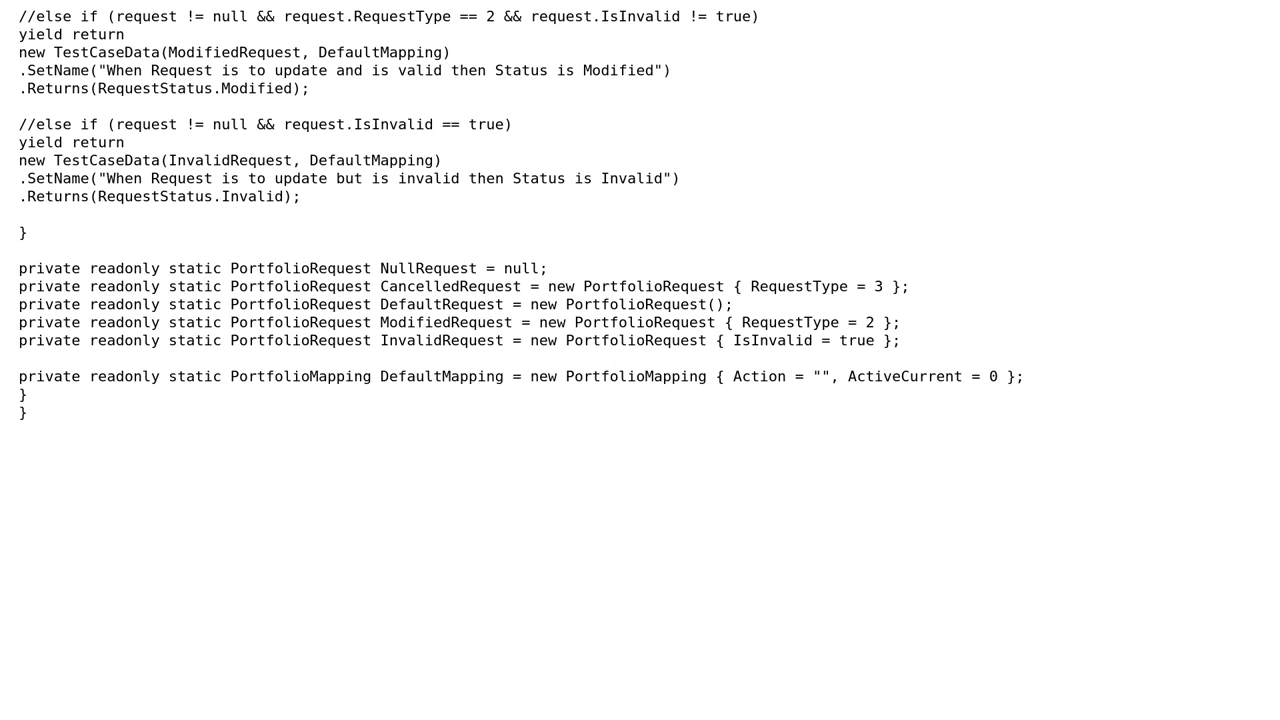 //else if (request != null && request.RequestType == 2 && request.IsInvalid != true)
yield return
new TestCaseData(ModifiedRequest, DefaultMapping)
.SetName("When Request is to update and is valid then Status is Modified")
.Returns(RequestStatus.Modified);

//else if (request != null && request.IsInvalid == true)
yield return
new TestCaseData(InvalidRequest, DefaultMapping)
.SetName("When Request is to update but is invalid then Status is Invalid")
.Returns(RequestStatus.Invalid);

}

private readonly static PortfolioRequest NullRequest = null;
private readonly static PortfolioRequest CancelledRequest = new PortfolioRequest { RequestType = 3 };
private readonly static PortfolioRequest DefaultRequest = new PortfolioRequest();
private readonly static PortfolioRequest ModifiedRequest = new PortfolioRequest { RequestType = 2 };
private readonly static PortfolioRequest InvalidRequest = new PortfolioRequest { IsInvalid = true };

private readonly static PortfolioMapping DefaultMapping = new PortfolioMapping { Action = "", ActiveCurrent = 0 };
}
}